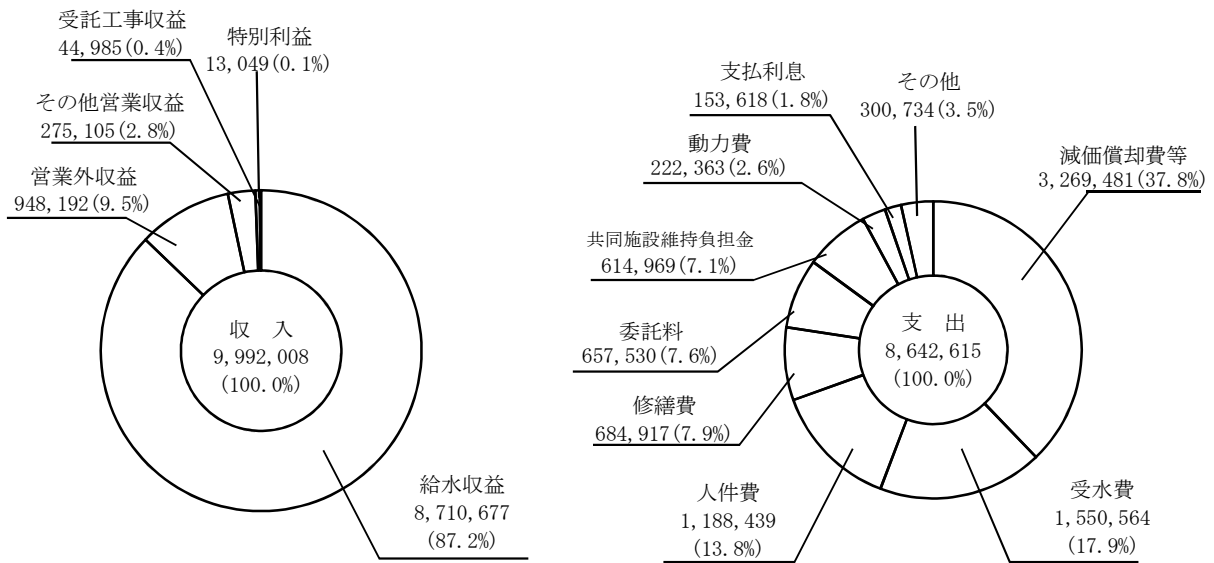 受託工事収益
44,985(0.4%)
特別利益
13,049(0.1%)
その他営業収益
275,105(2.8%)
営業外収益
948,192(9.5%)
収 入
9,992,008
(100.0%)
給水収益
8,710,677
(87.2%)
支払利息
153,618(1.8%)
その他
300,734(3.5%)
動力費
222,363(2.6%)
減価償却費等
3,269,481(37.8%)
共同施設維持負担金
614,969(7.1%)
委託料
657,530(7.6%)
支 出
8,642,615
(100.0%)
修繕費
684,917(7.9%)
人件費
1,188,439
(13.8%)
受水費
1,550,564
(17.9%)